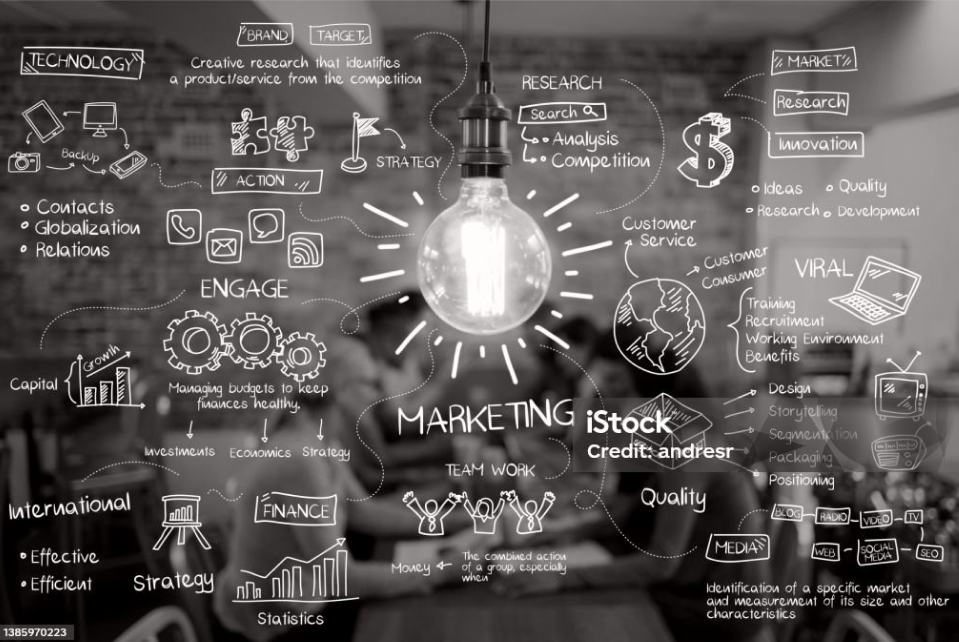 BRAND
TARGET
TECHNOLOGY
Creative research that identifies
a product/service from the competition
RESEARCH
Search
Analysis
Competition
MARKET
Research
Innovation
Ideas
Quality
Research
Development
Backup
STRATEGY
ACTION
Contacts
Globalization
Relations
Customer
Service
Customer
Consumer
VIRAL
ENGAGE
Training
Recruitment
Working Environment
Benefits
Growth
Capital
Managing budgets to keep
finances healthy.
Investments
Economics
Strategy
MARKETING
iStock
Credit: andresr
Design
Storytelling
Segmentation
Packaging
Positioning
TEAM WORK
Quality
International
FINANCE
Effective
Efficient
Strategy
Statistics
Money
The combined action
of a group, especially
when
BLOG
RADIO
VIDEO
TV
MEDIA
WEB
SOCIAL
MEDIA
SEO
Identification of a specific market
and measurement of its size and other
characteristics
1385970223